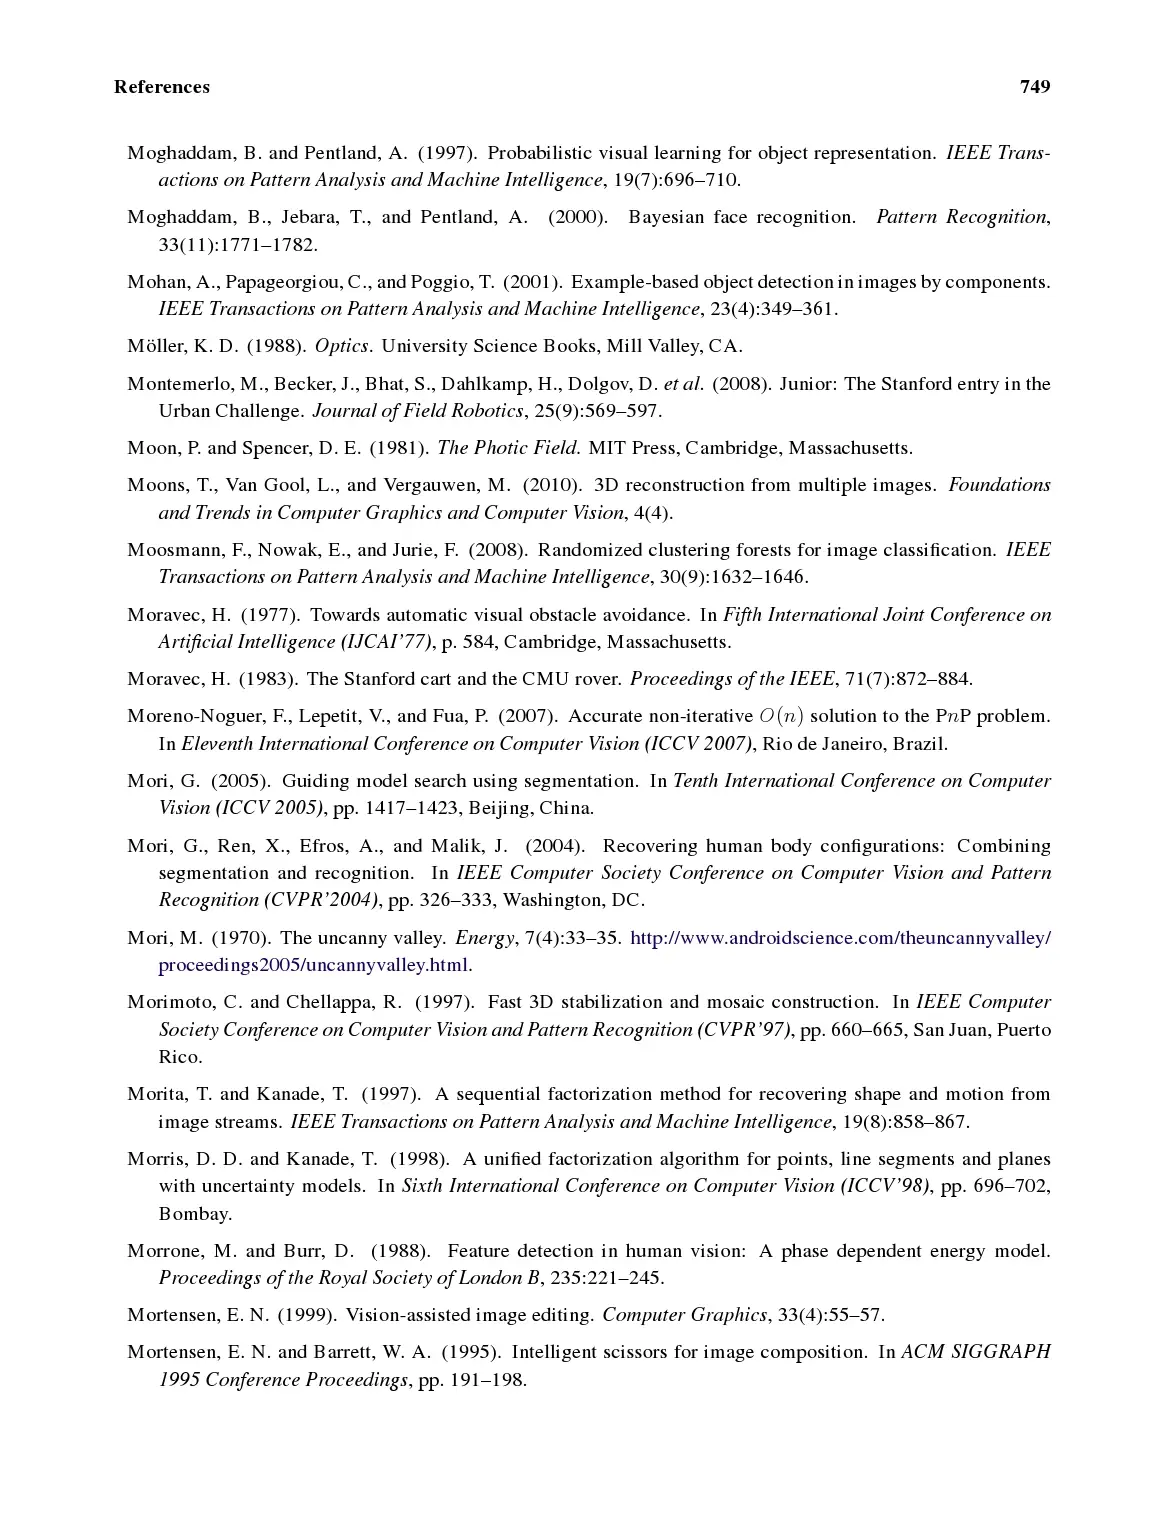 References 749
Moghaddam, B. and Pentland, A. (1997). Probabilistic visual learning for object representation. IEEE Trans-
actions on Pattern Analysis and Machine Intelligence, 19(7):696–710.
Moghaddam, B., Jebara, T., and Pentland, A. (2000). Bayesian face recognition. Pattern Recognition,
33(11):1771–1782.
Mohan, A., Papageorgiou, C., and Poggio, T. (2001). Example-based object detection in images by components.
IEEE Transactions on Pattern Analysis and Machine Intelligence, 23(4):349–361.
Möller, K. D. (1988). Optics. University Science Books, Mill Valley, CA.
Montemerlo, M., Becker, J., Bhat, S., Dahlkamp, H., Dolgov, D. et al. (2008). Junior: The Stanford entry in the
Urban Challenge. Journal of Field Robotics, 25(9):569–597.
Moon, P. and Spencer, D. E. (1981). The Photic Field. MIT Press, Cambridge, Massachusetts.
Moons, T., Van Gool, L., and Vergauwen, M. (2010). 3D reconstruction from multiple images. Foundations
and Trends in Computer Graphics and Computer Vision, 4(4).
Moosmann, F., Nowak, E., and Jurie, F. (2008). Randomized clustering forests for image classification. IEEE
Transactions on Pattern Analysis and Machine Intelligence, 30(9):1632–1646.
Moravec, H. (1977). Towards automatic visual obstacle avoidance. In Fifth International Joint Conference on
Artificial Intelligence (IJCAI'77), p. 584, Cambridge, Massachusetts.
Moravec, H. (1983). The Stanford cart and the CMU rover. Proceedings of the IEEE, 71(7):872–884.
Moreno-Noguer, F., Lepetit, V., and Fua, P. (2007). Accurate non-iterative O(n) solution to the PnP problem.
In Eleventh International Conference on Computer Vision (ICCV 2007), Rio de Janeiro, Brazil.
Mori, G. (2005). Guiding model search using segmentation. In Tenth International Conference on Computer
Vision (ICCV 2005), pp. 1417–1423, Beijing, China.
Mori, G., Ren, X., Efros, A., and Malik, J. (2004). Recovering human body configurations: Combining
segmentation and recognition. In IEEE Computer Society Conference on Computer Vision and Pattern
Recognition (CVPR'2004), pp. 326–333, Washington, DC.
Mori, M. (1970). The uncanny valley. Energy, 7(4):33–35. http://www.androidscience.com/theuncannyvalley/
proceedings2005/uncannyvalley.html.
Morimoto, C. and Chellappa, R. (1997). Fast 3D stabilization and mosaic construction. In IEEE Computer
Society Conference on Computer Vision and Pattern Recognition (CVPR'97), pp. 660–665, San Juan, Puerto
Rico.
Morita, T. and Kanade, T. (1997). A sequential factorization method for recovering shape and motion from
image streams. IEEE Transactions on Pattern Analysis and Machine Intelligence, 19(8):858–867.
Morris, D. D. and Kanade, T. (1998). A unified factorization algorithm for points, line segments and planes
with uncertainty models. In Sixth International Conference on Computer Vision (ICCV'98), pp. 696–702,
Bombay.
Morrone, M. and Burr, D. (1988). Feature detection in human vision: A phase dependent energy model.
Proceedings of the Royal Society of London B, 235:221–245.
Mortensen, E. N. (1999). Vision-assisted image editing. Computer Graphics, 33(4):55–57.
Mortensen, E. N. and Barrett, W. A. (1995). Intelligent scissors for image composition. In ACM SIGGRAPH
1995 Conference Proceedings, pp. 191–198.